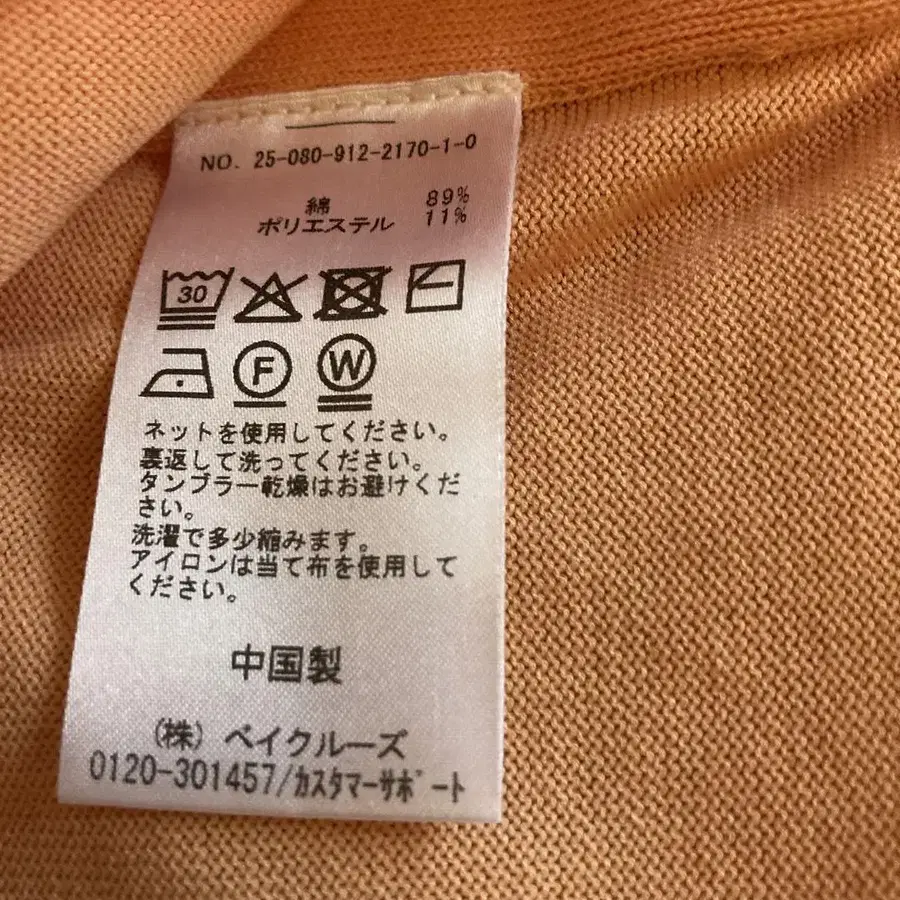 NO. 25-080-912-2170-1-0
綿 89%
ポリエステル 11%
30
F W
ネットを使用してください。
裏返して洗ってください。
タンブラー乾燥はお避けくだ
さい。
洗濯で多少縮みます。
アイロンは当て布を使用して
ください。
中国製
(株) ベイクルーズ
0120-301457/カスタマーサポート